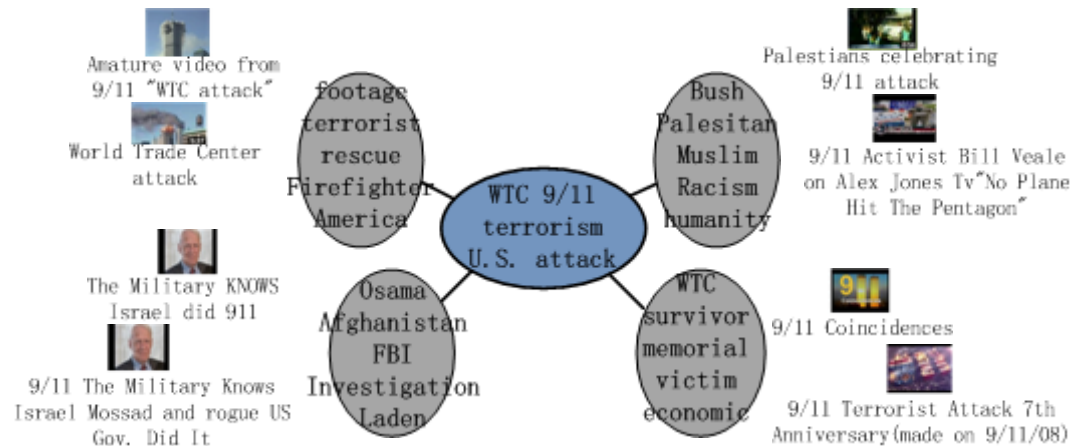 Amature video from
9/11 "WTC attack"
World Trade Center
attack
footage
terrorist
rescue
Firefighter
America
Palestians celebrating
9/11 attack
9/11 Activist Bill Veale
on Alex Jones Tv"No Plane
Hit The Pentagon"
Bush
Palesitan
Muslim
Racism
humanity
WTC 9/11
terrorism
U.S. attack
The Military KNOWS
Israel did 911
9/11 The Military Knows
Israel Mossad and rogue US
Gov. Did It
Osama
Afghanistan
FBI
Investigation
Laden
WTC
survivor
memorial
victim
economic
9 11
9/11 Coincidences
9/11 Terrorist Attack 7th
Anniversary(made on 9/11/08)